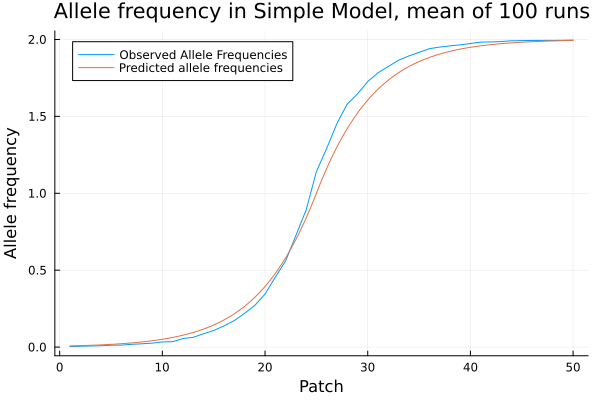 Allele frequency in Simple Model, mean of 100 runs
Observed Allele Frequencies
Predicted allele frequencies
Allele frequency
2.0
1.5
1.0
0.5
0.0
0 10 20 30 40 50
Patch